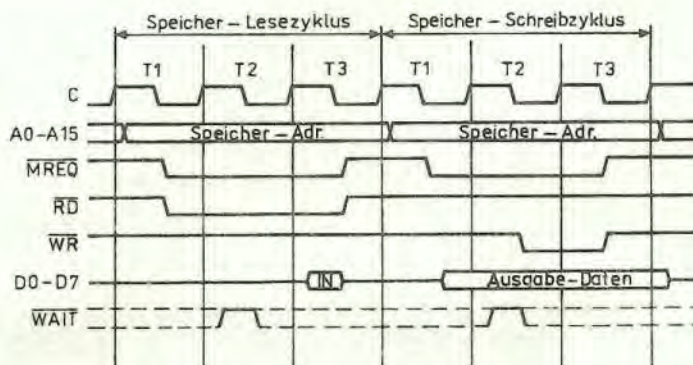 Speicher – Lesezyklus Speicher – Schreibzyklus
T1 T2 T3 T1 T2 T3
C
A0-A15 Speicher – Adr. Speicher – Adr.
MREQ
RD
WR
D0-D7 IN Ausgabe-Daten
WAIT